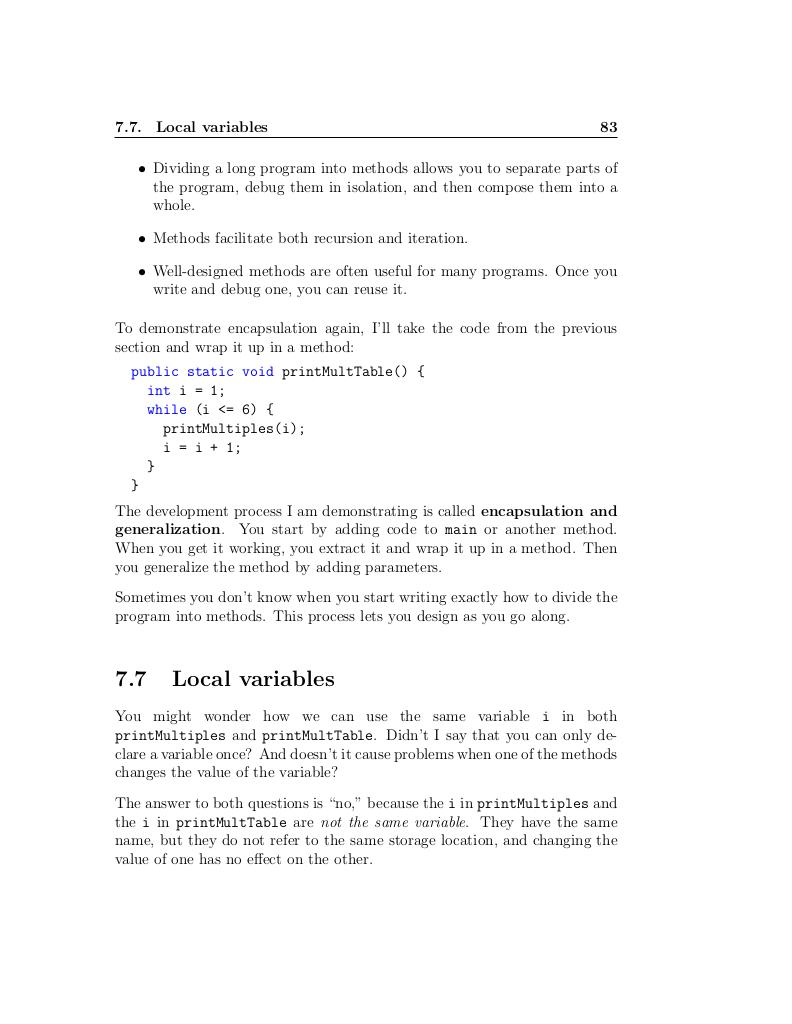 7.7. Local variables 83
• Dividing a long program into methods allows you to separate parts of
the program, debug them in isolation, and then compose them into a
whole.
• Methods facilitate both recursion and iteration.
• Well-designed methods are often useful for many programs. Once you
write and debug one, you can reuse it.
To demonstrate encapsulation again, I'll take the code from the previous
section and wrap it up in a method:
public static void printMultTable() {
int i = 1;
while (i <= 6) {
printMultiples(i);
i = i + 1;
}
}
The development process I am demonstrating is called encapsulation and
generalization. You start by adding code to main or another method.
When you get it working, you extract it and wrap it up in a method. Then
you generalize the method by adding parameters.
Sometimes you don't know when you start writing exactly how to divide the
program into methods. This process lets you design as you go along.
7.7 Local variables
You might wonder how we can use the same variable i in both
printMultiples and printMultTable. Didn't I say that you can only de-
clare a variable once? And doesn't it cause problems when one of the methods
changes the value of the variable?
The answer to both questions is “no,” because the i in printMultiples and
the i in printMultTable are not the same variable. They have the same
name, but they do not refer to the same storage location, and changing the
value of one has no effect on the other.